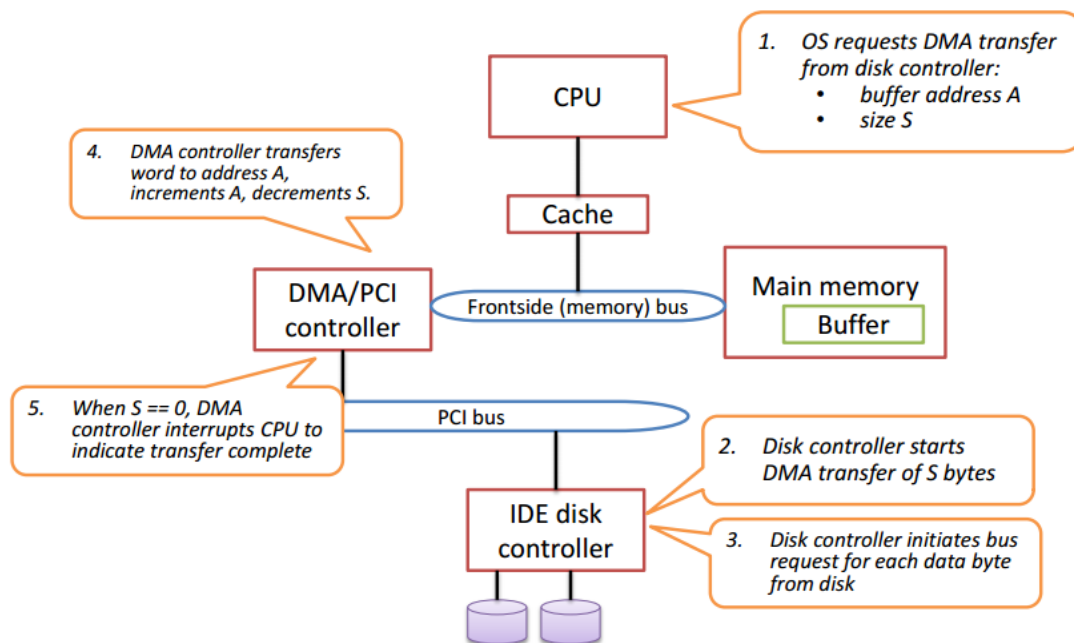 1. OS requests DMA transfer
from disk controller:
• buffer address A
• size S
CPU
4. DMA controller transfers
word to address A,
increments A, decrements S.
Cache
DMA/PCI
controller
Frontside (memory) bus
Main memory
Buffer
5. When S == 0, DMA
controller interrupts CPU to
indicate transfer complete
PCI bus
2. Disk controller starts
DMA transfer of S bytes
IDE disk
controller
3. Disk controller initiates bus
request for each data byte
from disk